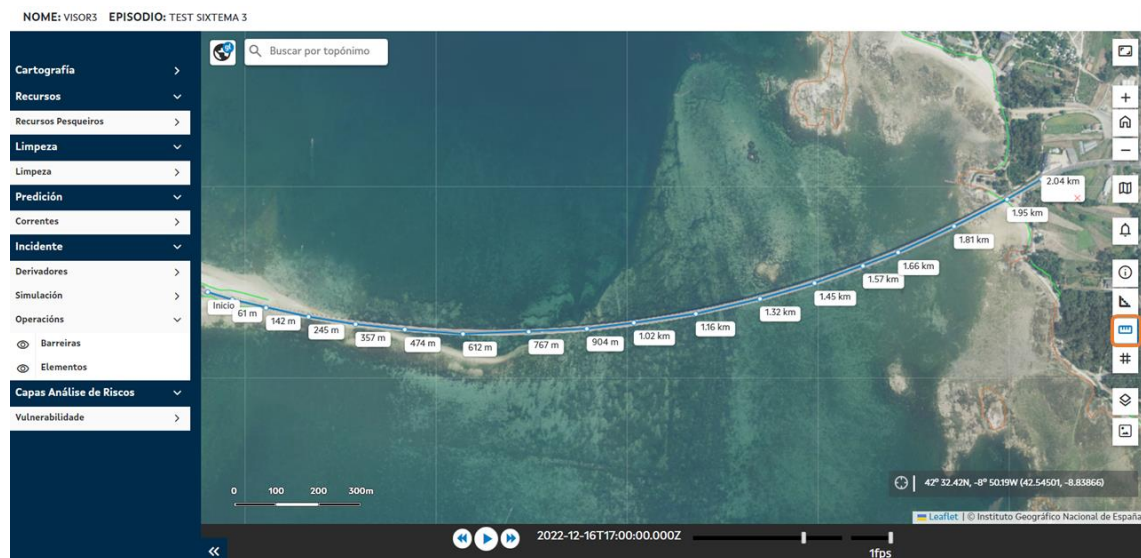 NOME: VISOR3 EPISODIO: TEST SIXTEMA 3
Buscar por topónimo
Cartografía
Recursos
Recursos Pesqueiros
Limpeza
Limpeza
Predición
Correntes
Incidente
Derivadores
Simulación
Operacións
Barreiras
Elementos
Capas Análise de Riscos
Vulnerabilidade
Inicio
61 m
142 m
245 m
357 m
474 m
612 m
767 m
904 m
1.02 km
1.16 km
1.32 km
1.45 km
1.57 km
1.66 km
1.81 km
1.95 km
2.04 km
0 100 200 300m
42º 32.42N, -8º 50.19W (42.54501, -8.83866)
Leaflet | © Instituto Geográfico Nacional de España
2022-12-16T17:00:00.000Z
1fps